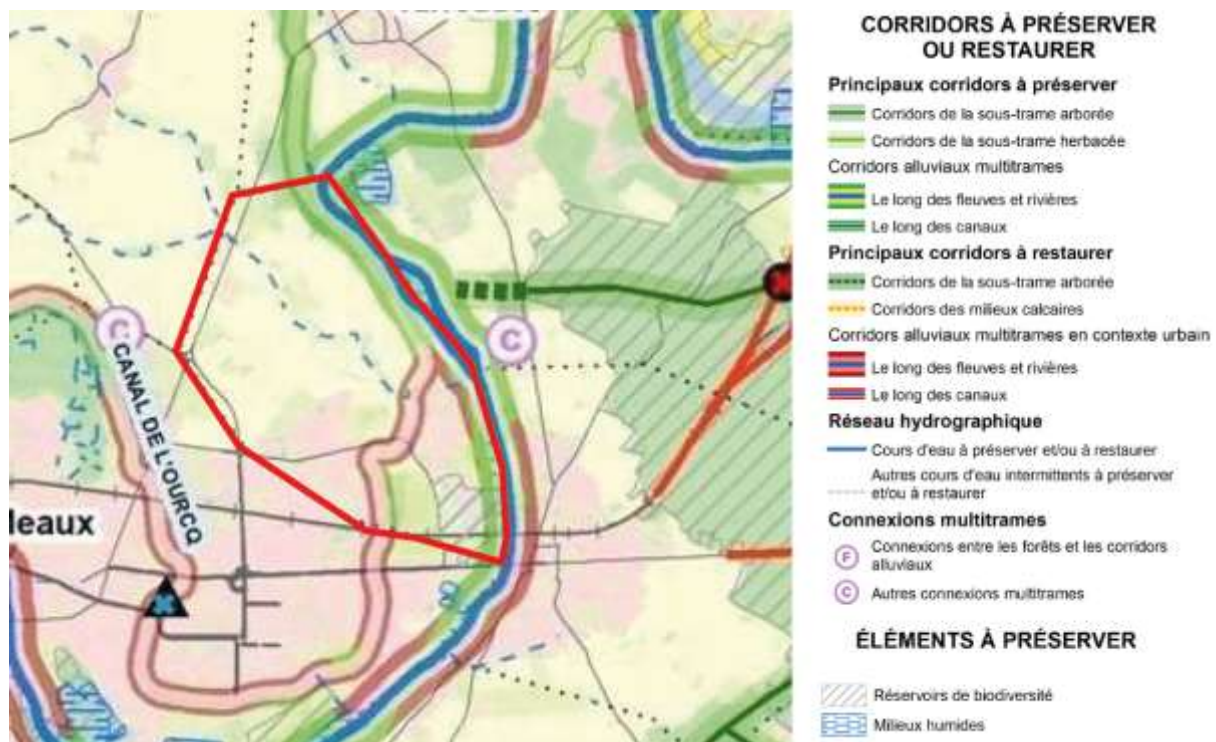 leaux
CANAL DE L'OURCQ
C
C
CORRIDORS À PRÉSERVER
OU RESTAURER
Principaux corridors à préserver
Corridors de la sous-trame arborée
Corridors de la sous-trame herbacée
Corridors alluviaux multitrames
Le long des fleuves et rivières
Le long des canaux
Principaux corridors à restaurer
Corridors de la sous-trame arborée
Corridors des milieux calcaires
Corridors alluviaux multitrames en contexte urbain
Le long des fleuves et rivières
Le long des canaux
Réseau hydrographique
Cours d'eau à préserver et/ou à restaurer
Autres cours d'eau intermittents à préserver
et/ou à restaurer
Connexions multitrames
F Connexions entre les forêts et les corridors
alluviaux
C Autres connexions multitrames
ÉLÉMENTS À PRÉSERVER
Réservoirs de biodiversité
Milieux humides